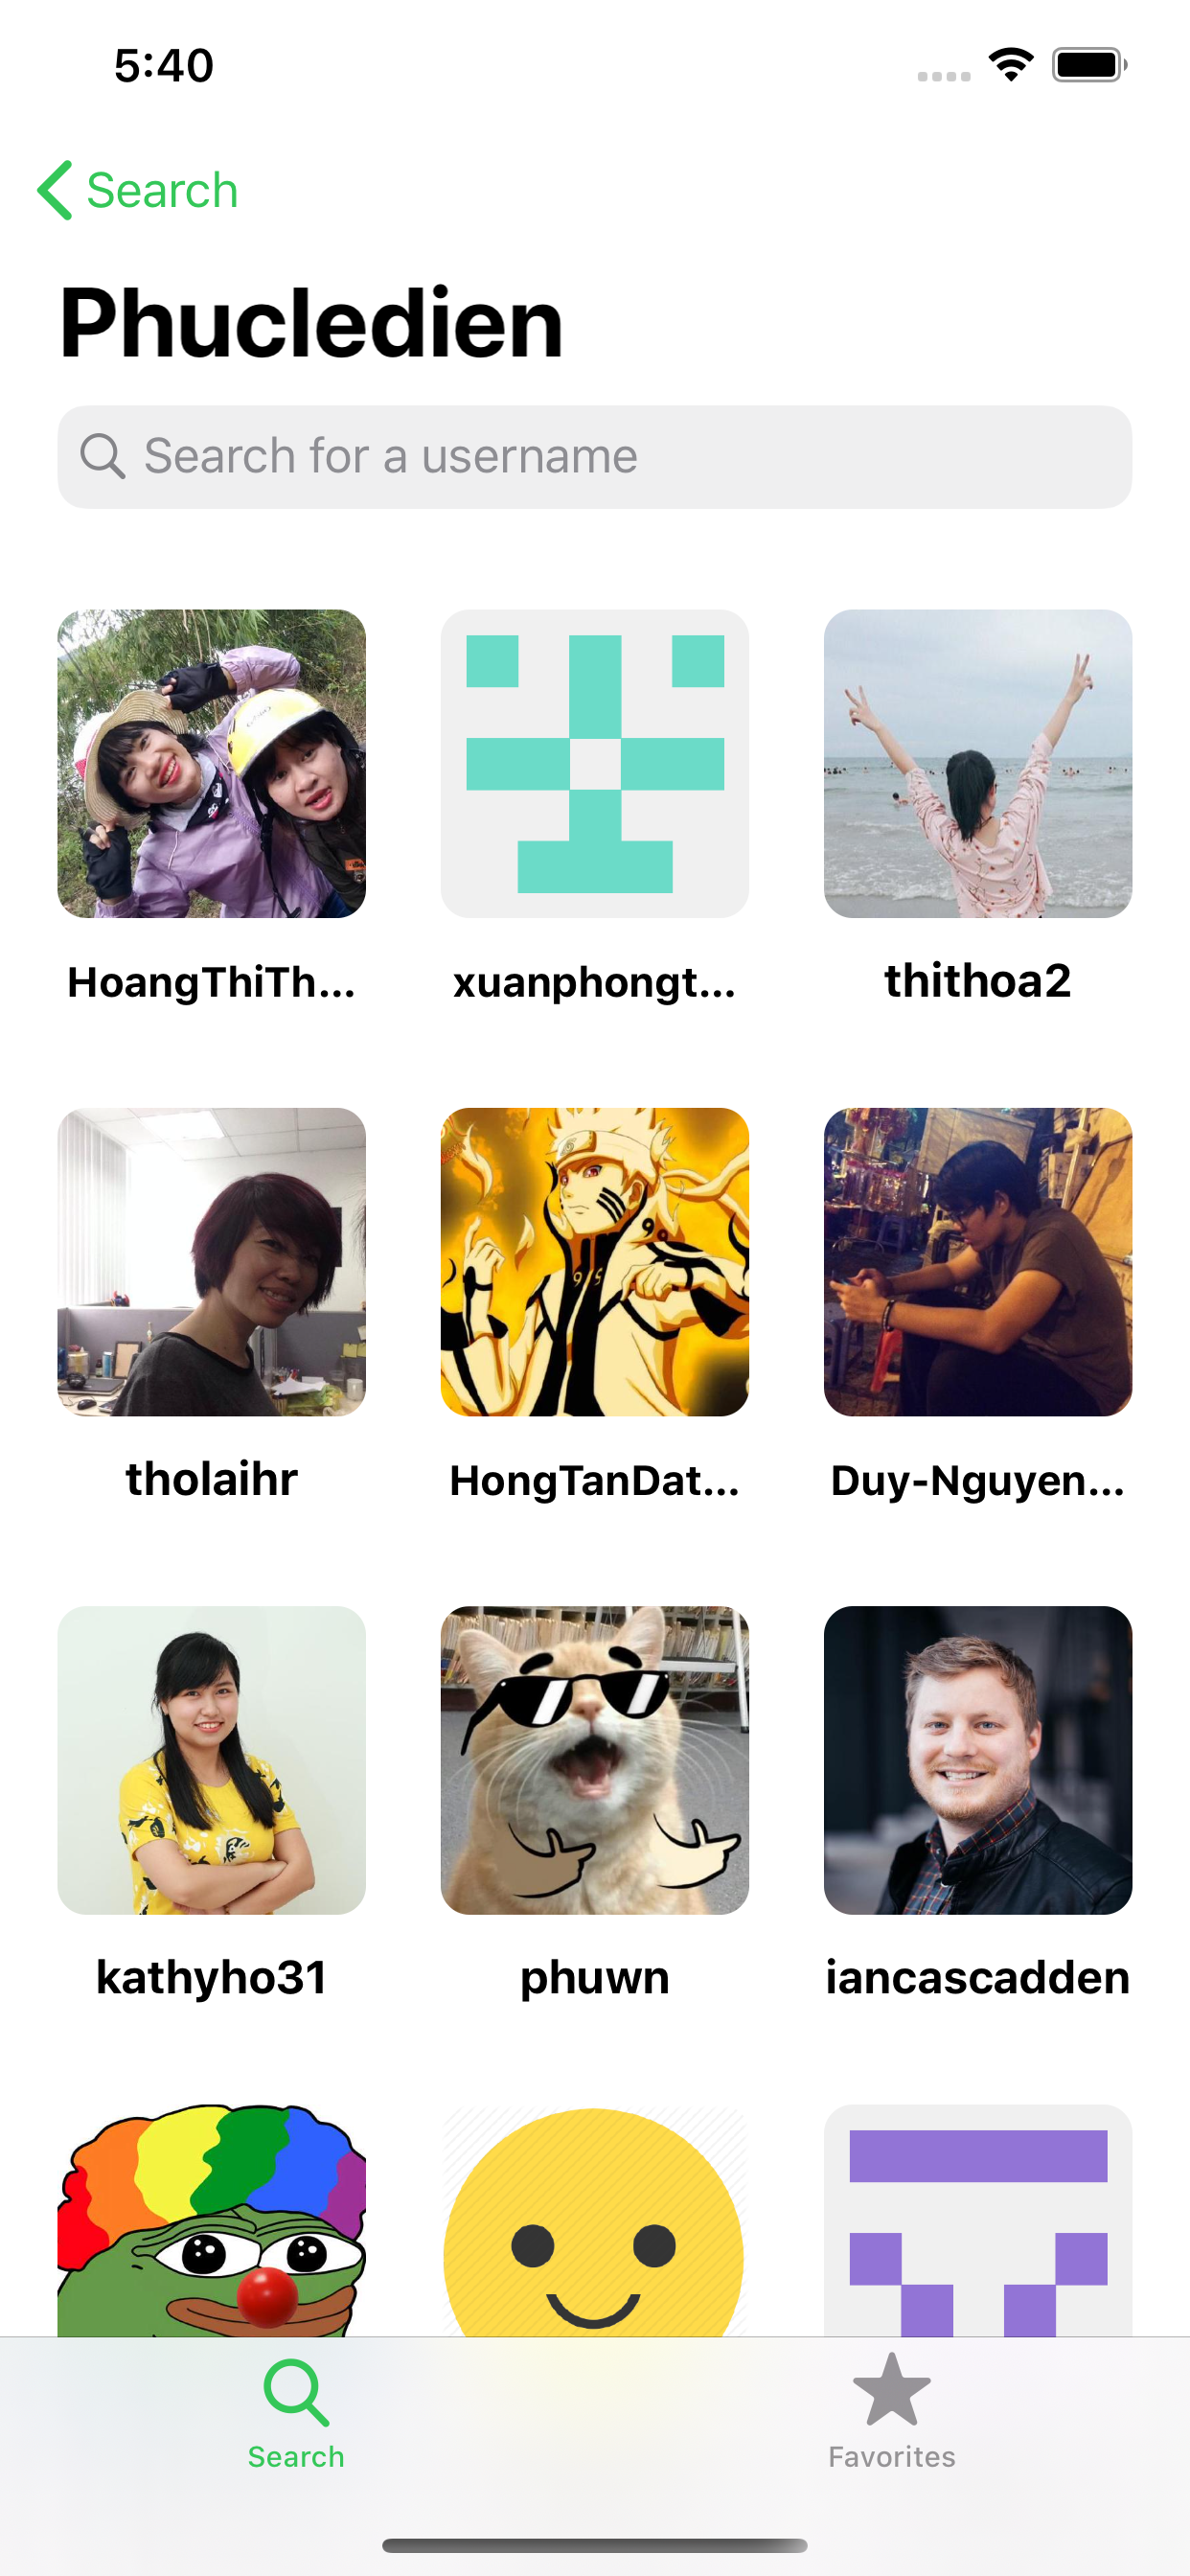 5:40
Search
Phucledien
Search for a username
HoangThiTh...
xuanphongt...
thithoa2
tholaihr
HongTanDat...
Duy-Nguyen...
kathyho31
phuwn
iancascadden
Search
Favorites